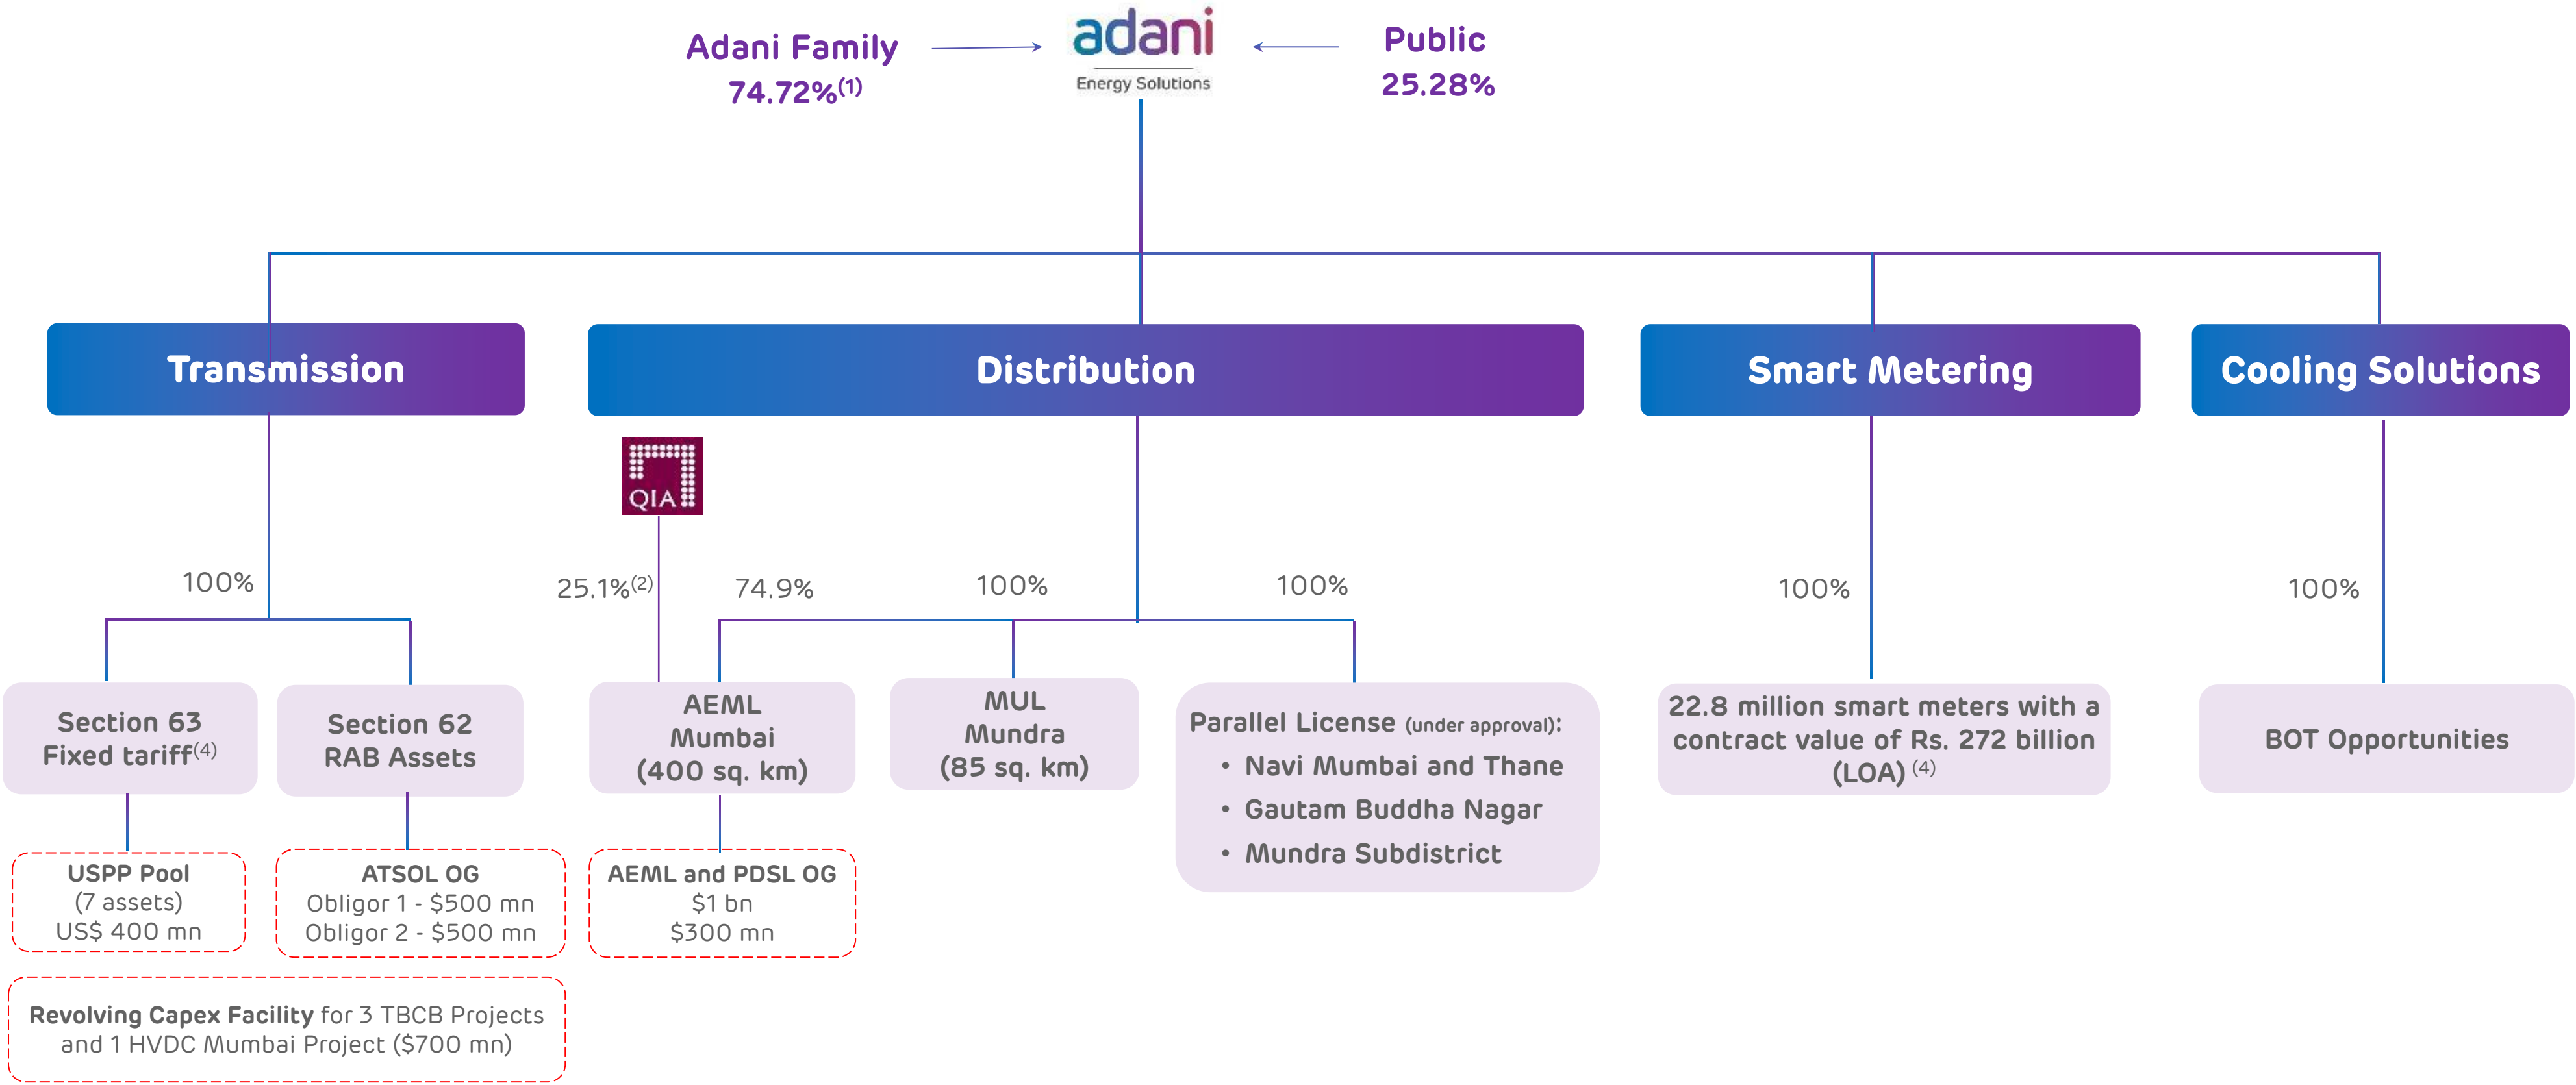 Adani Family
74.72%(1)
adani
Energy Solutions
Public
25.28%
Transmission
Distribution
Smart Metering
Cooling Solutions
QIA
100%
25.1%(2)
74.9%
100%
100%
100%
100%
Section 63
Fixed tariff(4)
Section 62
RAB Assets
AEML
Mumbai
(400 sq. km)
MUL
Mundra
(85 sq. km)
Parallel License (under approval):
• Navi Mumbai and Thane
• Gautam Buddha Nagar
• Mundra Subdistrict
22.8 million smart meters with a
contract value of Rs. 272 billion
(LOA) (4)
BOT Opportunities
USPP Pool
(7 assets)
US$ 400 mn
ATSOL OG
Obligor 1 - $500 mn
Obligor 2 - $500 mn
AEML and PDSL OG
$1 bn
$300 mn
Revolving Capex Facility for 3 TBCB Projects
and 1 HVDC Mumbai Project ($700 mn)